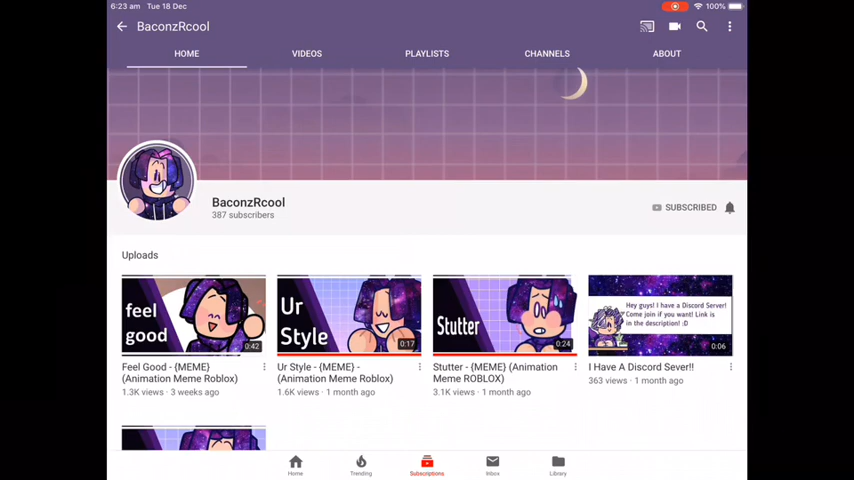 6:23 am Tue 18 Dec
100%
BaconzRcool
HOME VIDEOS PLAYLISTS CHANNELS ABOUT
BaconzRcool
387 subscribers
SUBSCRIBED
Uploads
feel
good
0:42
Feel Good - {MEME}
(Animation Meme Roblox)
1.3K views · 3 weeks ago
Ur
Style
0:17
Ur Style - {MEME} -
(Animation Meme Roblox)
1.6K views · 1 month ago
Stutter
0:24
Stutter - {MEME} (Animation
Meme ROBLOX)
3.1K views · 1 month ago
Hey guys! I have a Discord Server!
Come join if you want! Link is
in the description! :D
0:06
I Have A Discord Sever!!
363 views · 1 month ago
Home Trending Subscriptions Inbox Library